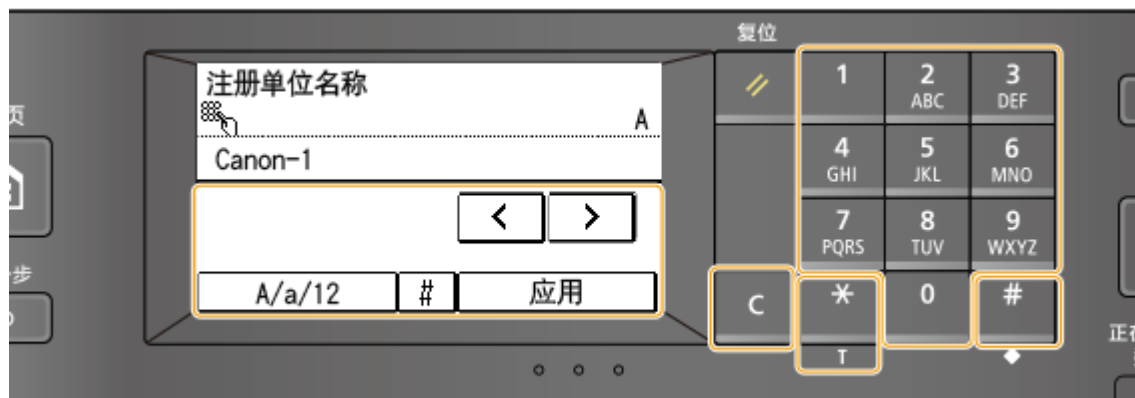 复位
注册单位名称
A
Canon-1
< >
A/a/12 # 应用
页
步
1 2 ABC 3 DEF
4 GHI 5 JKL 6 MNO
7 PQRS 8 TUV 9 WXYZ
C * 0 #
T
正在